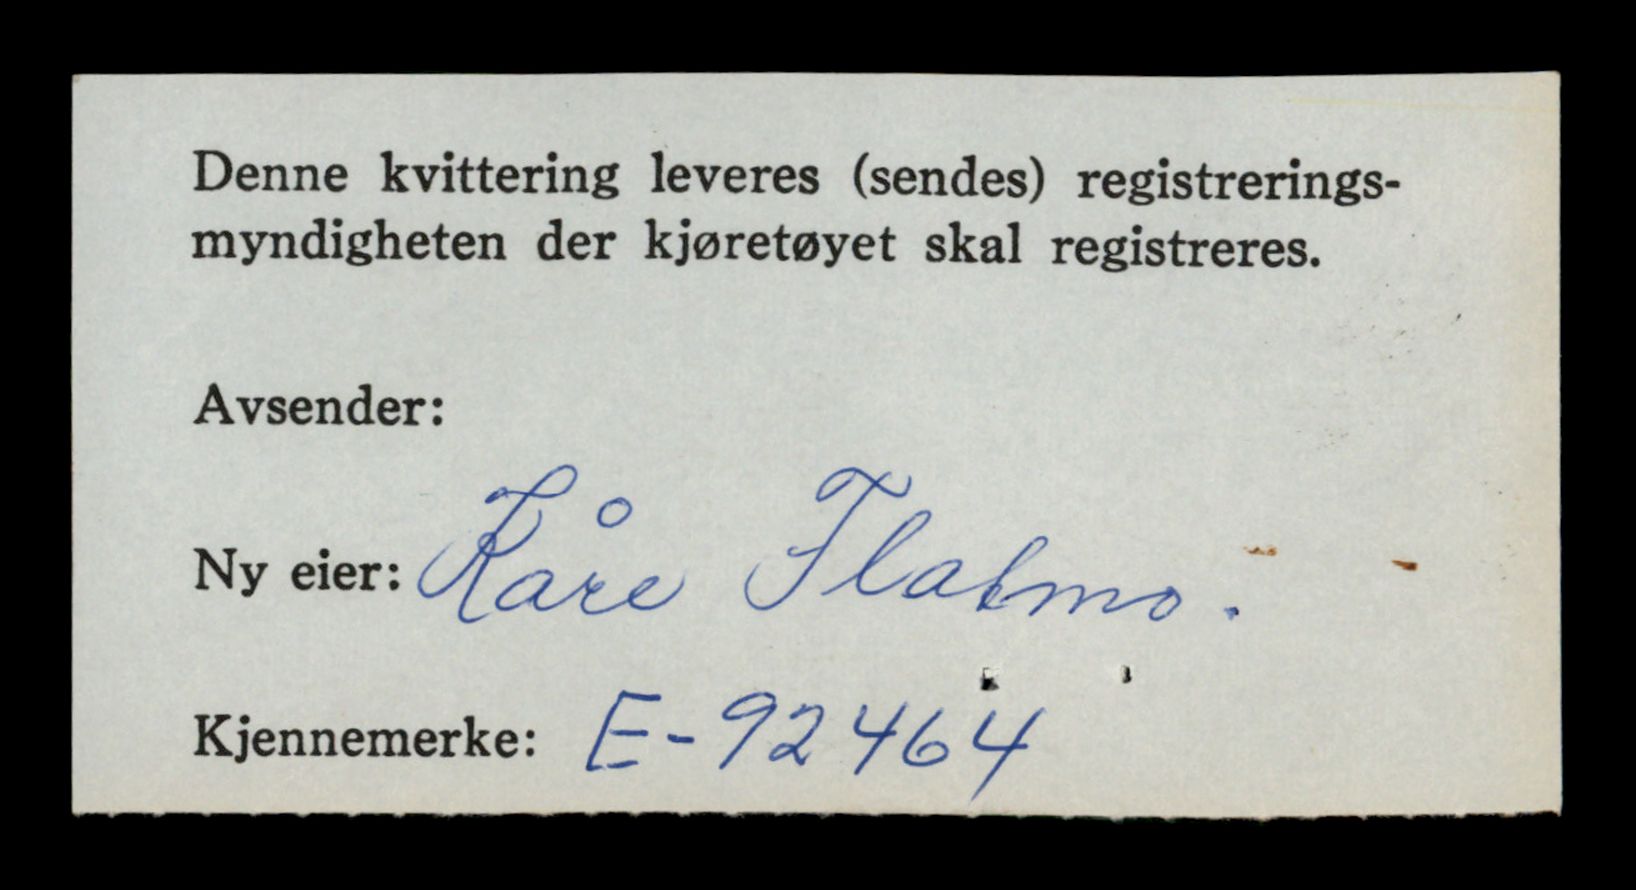 Denne kvittering leveres (sendes) registrerings-
myndigheten der kjøretøyet skal registreres.
Avsender:
Ny eier: Kåre Flatmo.
Kjennemerke: E-92464